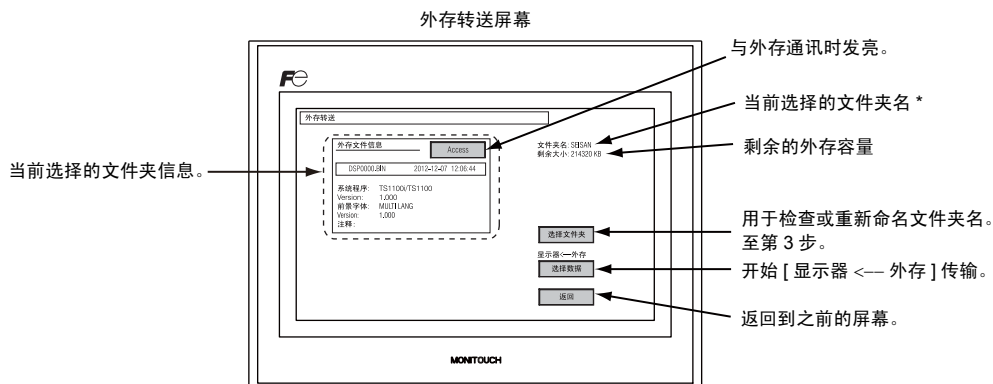 外存转送屏幕
与外存通讯时发亮。
Fe
外存转送
当前选择的文件夹名 *
外存文件信息
Access
文件夹名: SEISAN
剩余大小: 214320 KB
剩余的外存容量
DSP0000.BIN 2012-12-07 12:06:44
当前选择的文件夹信息。
系统程序: TS1100i/TS1100
Version: 1.000
前景字体: MULTI LANG
Version: 1.000
注释:
选择文件夹
用于检查或重新命名文件夹名。
至第 3 步。
显示器<—外存
选择数据
开始 [ 显示器 <–– 外存 ] 传输。
返回
返回到之前的屏幕。
MONITOUCH